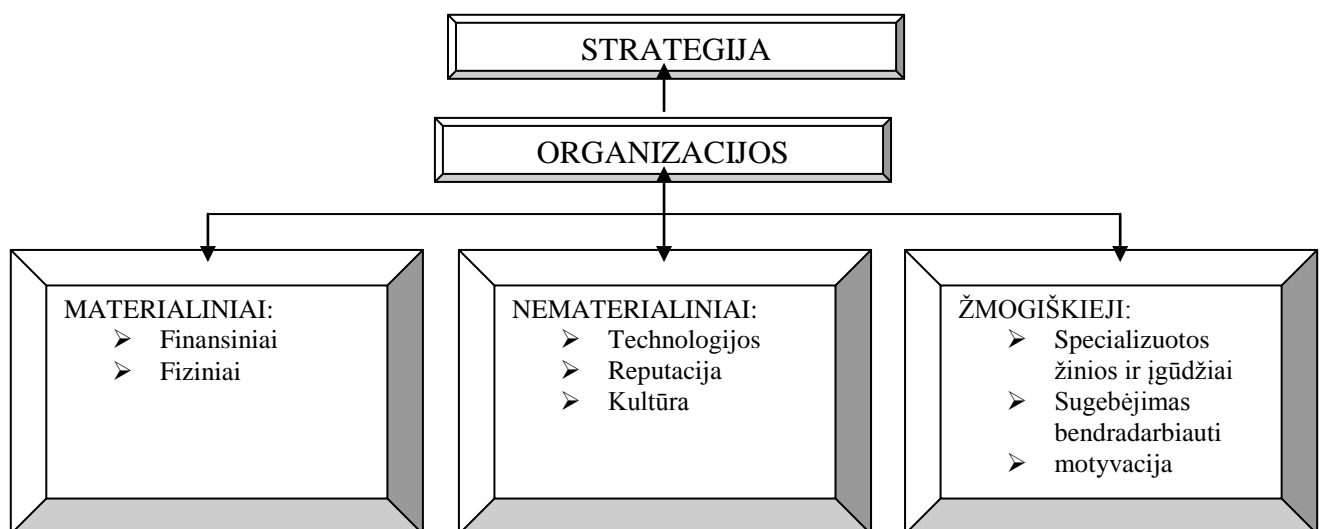 STRATEGIJA
ORGANIZACIJOS
MATERIALINIAI:
➢ Finansiniai
➢ Fiziniai
NEMATERIALINIAI:
➢ Technologijos
➢ Reputacija
➢ Kultūra
ŽMOGIŠKIEJI:
➢ Specializuotos
žinios ir įgūdžiai
➢ Sugebėjimas
bendradarbiauti
➢ motyvacija